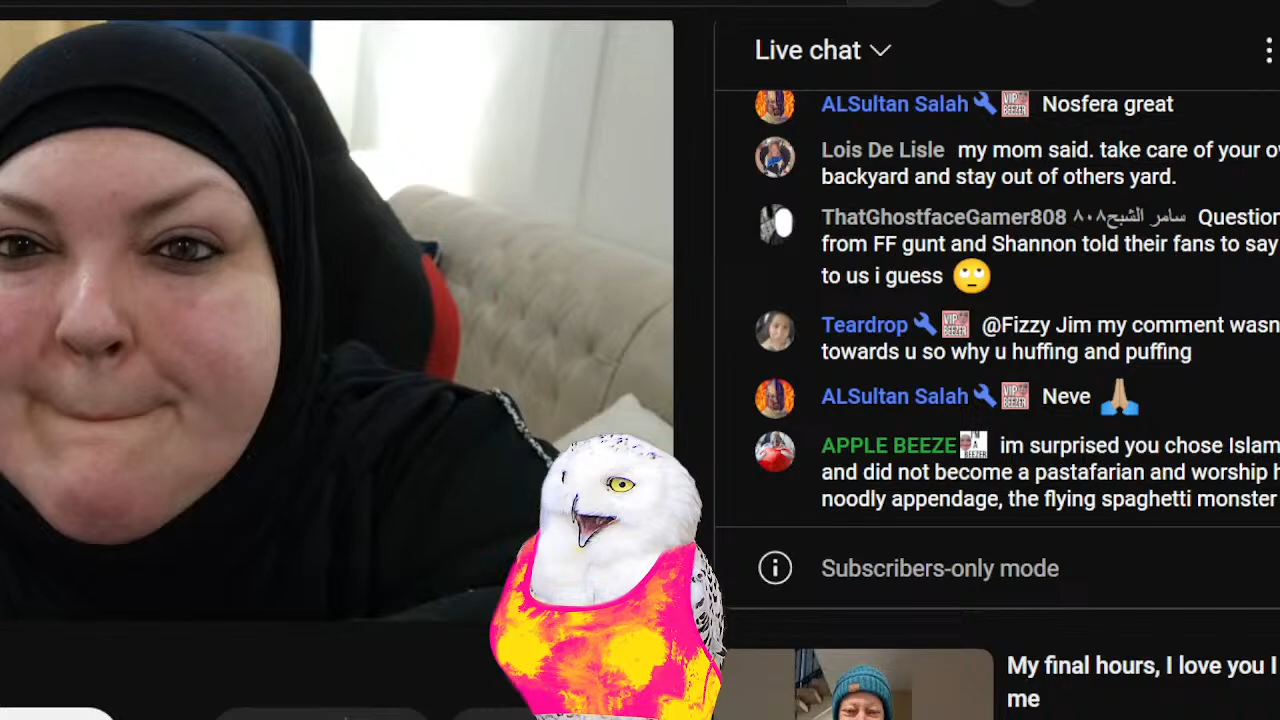 Live chat
ALSultan Salah Nosfera great
Lois De Lisle my mom said. take care of your
backyard and stay out of others yard.
ThatGhostfaceGamer808 سامر الشبح٨٠٨ Question
from FF gunt and Shannon told their fans to say
to us i guess 🙄
Teardrop @Fizzy Jim my comment wasn
towards u so why u huffing and puffing
ALSultan Salah Neve 🙏🏼
APPLE BEEZE im surprised you chose Islam
and did not become a pastafarian and worship
noodly appendage, the flying spaghetti monster
Subscribers-only mode
My final hours, I love you
me